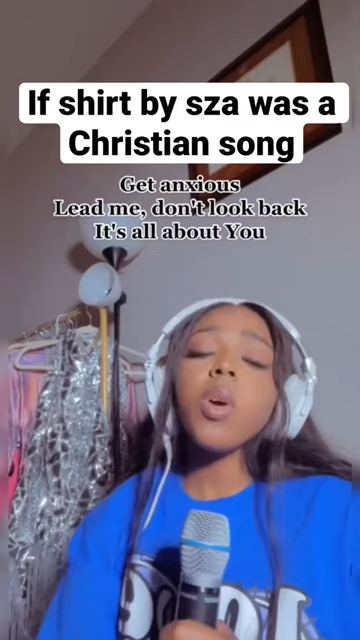 If shirt by sza was a
Christian song
Get anxious
Lead me, don't look back
It's all about You